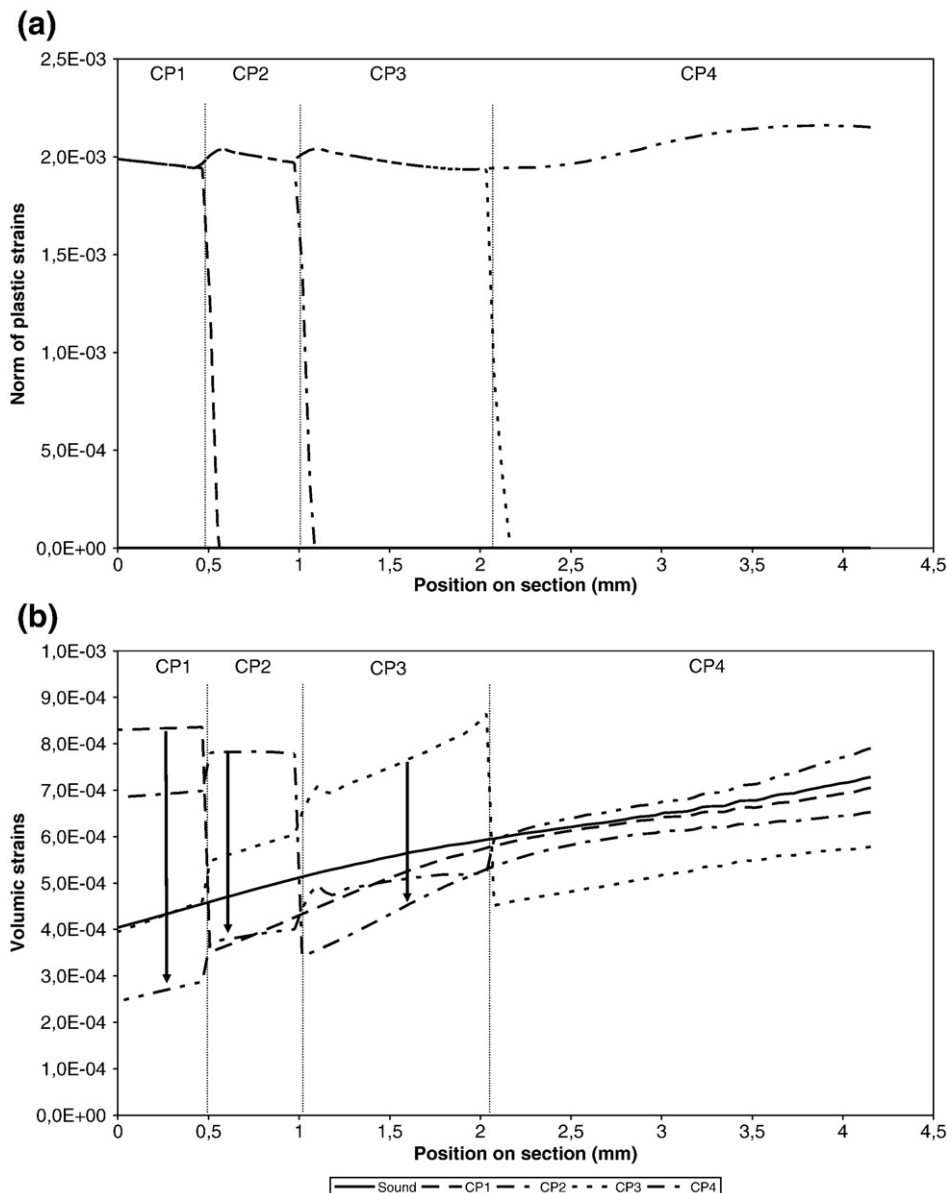 (a)
2,5E-03
CP1 CP2 CP3 CP4
2,0E-03
1,5E-03
1,0E-03
5,0E-04
0,0E+00
Norm of plastic strains
0 0,5 1 1,5 2 2,5 3 3,5 4 4,5
Position on section (mm)
(b)
1,0E-03
CP1 CP2 CP3 CP4
9,0E-04
8,0E-04
7,0E-04
6,0E-04
5,0E-04
4,0E-04
3,0E-04
2,0E-04
1,0E-04
0,0E+00
Volumic strains
0 0,5 1 1,5 2 2,5 3 3,5 4 4,5
Position on section (mm)
Sound CP1 CP2 CP3 CP4